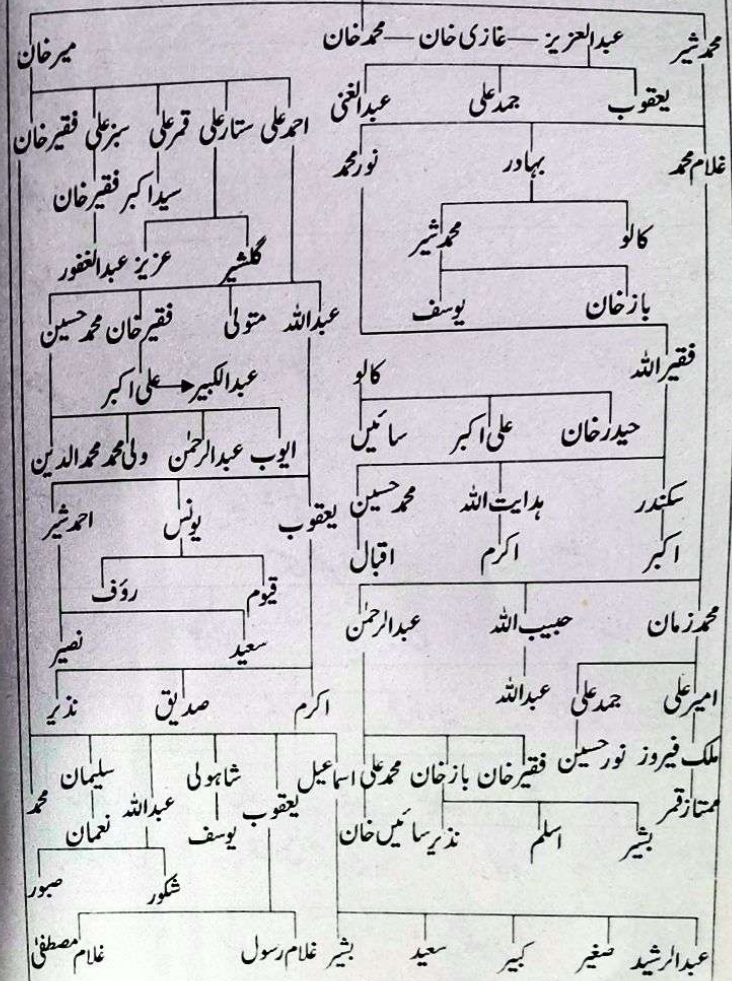 محمد شیر عبدالعزیز — غازی خان — محمد خان میر خان
یعقوب جمد علی عبدالغنی
احمد علی ستار علی قمر علی سبز علی فقیر خان
غلام محمد بہادر نور محمد
سید اکبر فقیر خان
کالو محمد شیر
گلشیر عزیز عبدالغفور
باز خان یوسف
عبداللہ متولی فقیر خان محمد حسین
فقیر اللہ
کالو
عبدالکبیر علی اکبر
حیدر خان علی اکبر سائیں
ایوب عبدالرحمٰن ولی محمد محمد الدین
سکندر ہدایت اللہ محمد حسین
یعقوب یونس احمد شیر
اکبر اکرم اقبال
قیوم رؤف
محمد زمان حبیب اللہ عبدالرحمٰن
سعید نصیر
امیر علی جمد علی عبداللہ
اکرم صدیق نذیر
ملک فیروز نور حسین فقیر خان باز خان محمد علی
اسماعیل یعقوب شاہولی عبداللہ سلیمان محمد
ممتاز قمر
بشیر اسلم نذیر سائیں خان
یوسف نعمان
شکور صبور
عبدالرشید صغیر کبیر سعید بشیر
غلام رسول غلام مصطفیٰ